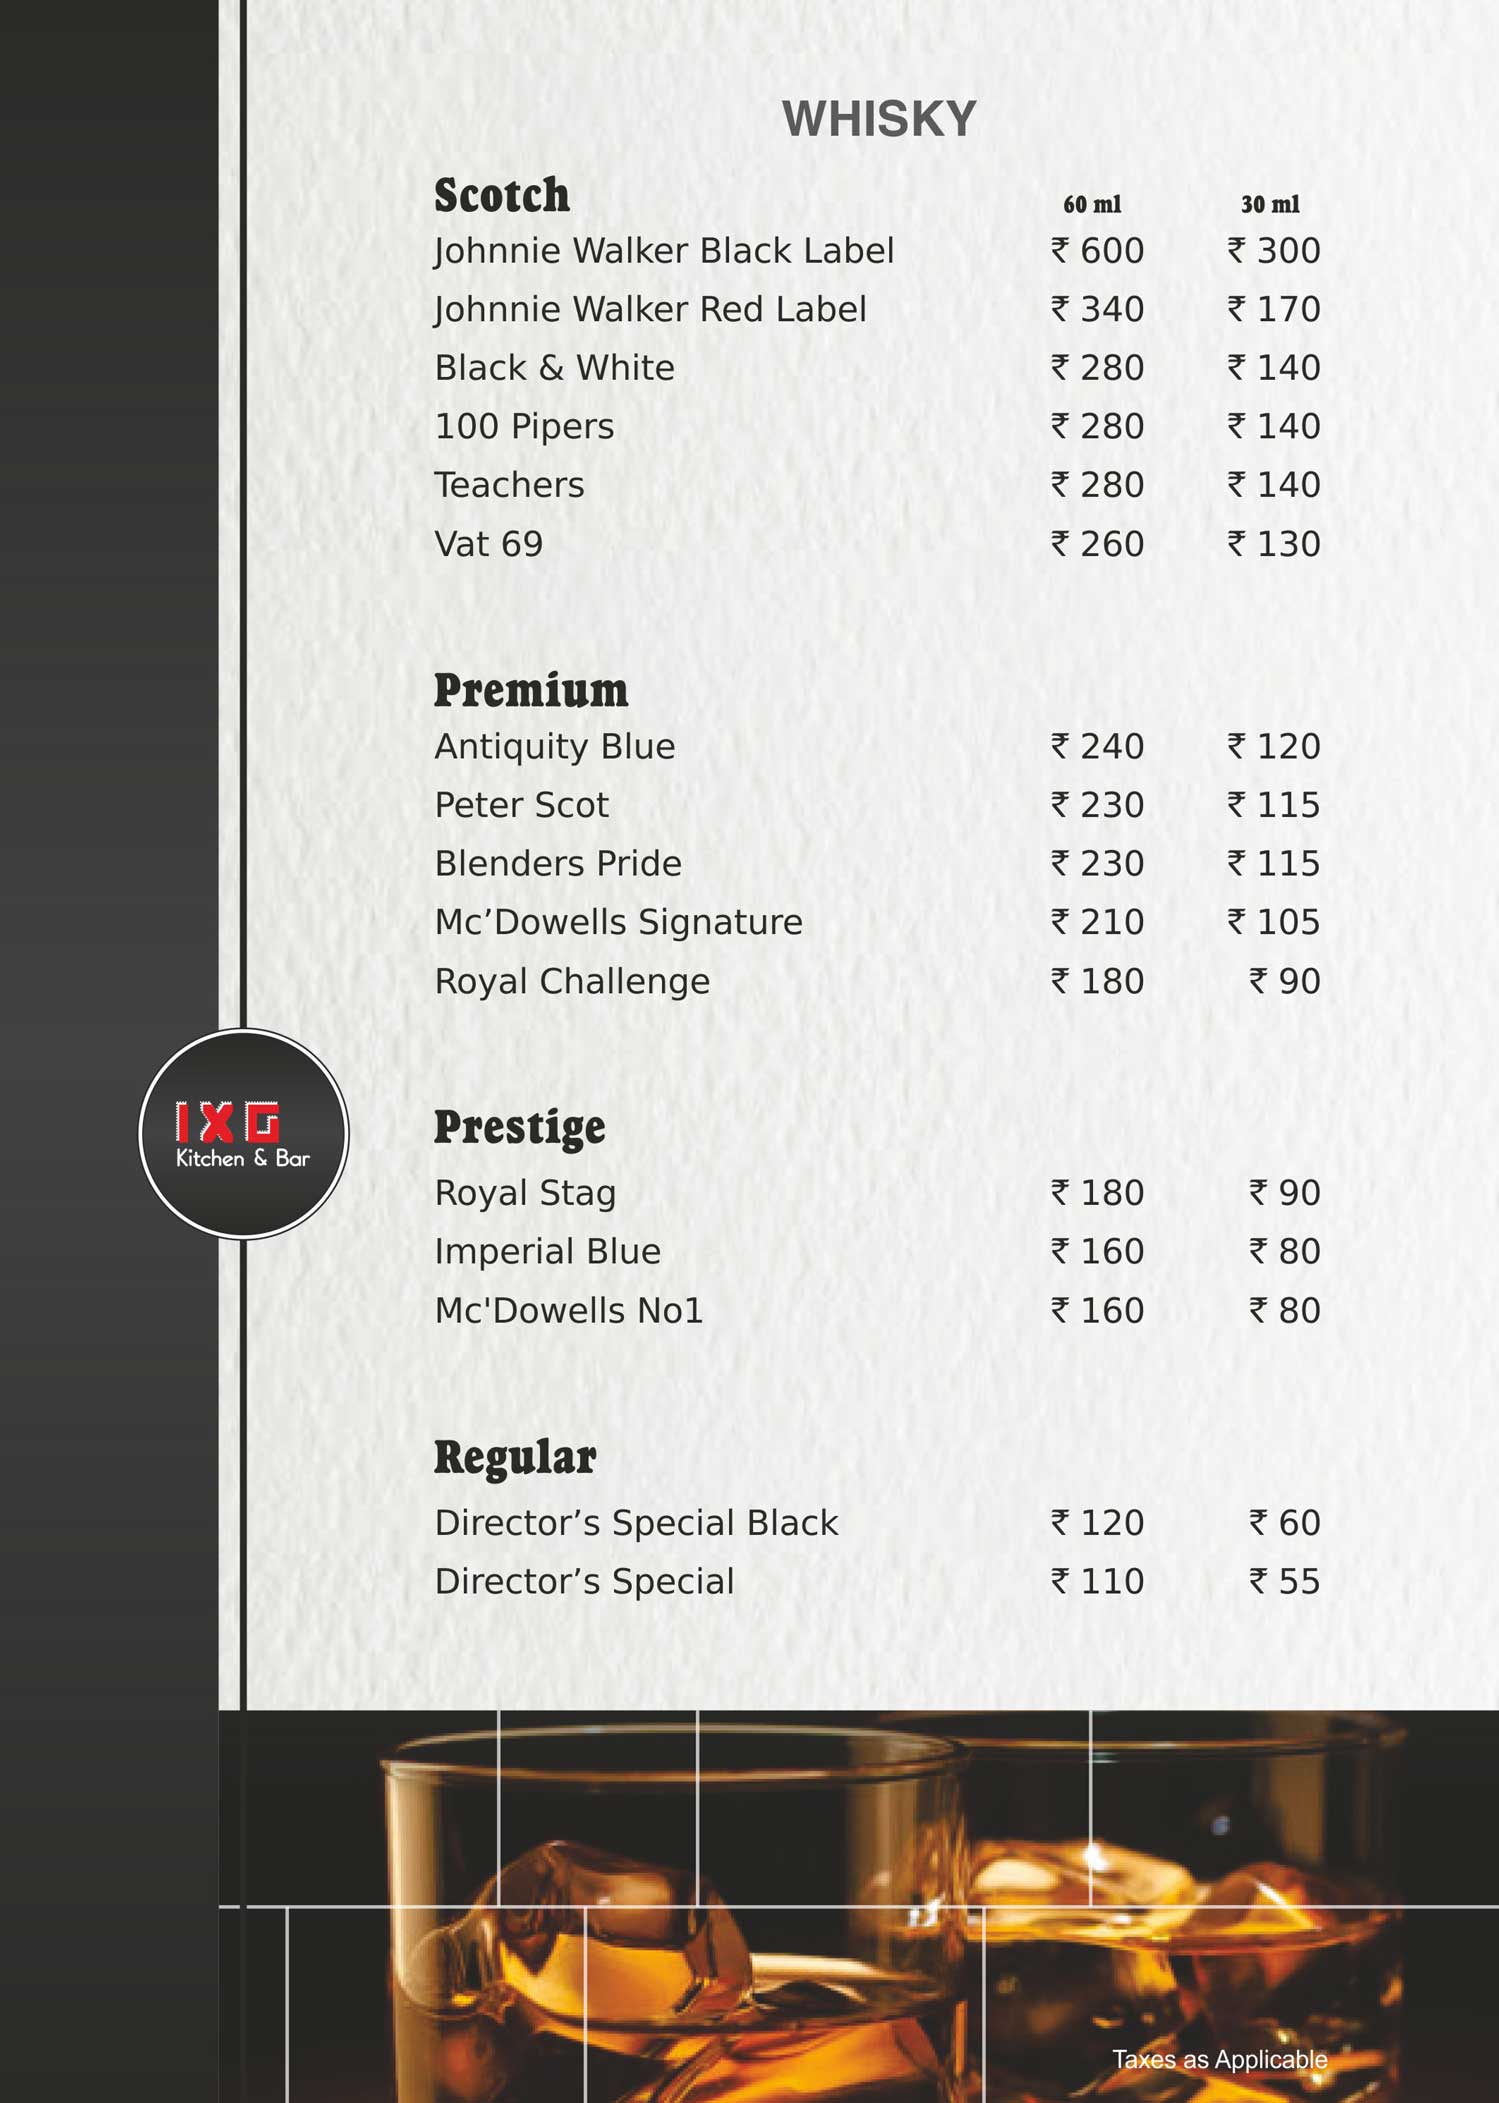 WHISKY
Scotch 60 ml 30 ml
Johnnie Walker Black Label ₹ 600 ₹ 300
Johnnie Walker Red Label ₹ 340 ₹ 170
Black & White ₹ 280 ₹ 140
100 Pipers ₹ 280 ₹ 140
Teachers ₹ 280 ₹ 140
Vat 69 ₹ 260 ₹ 130
Premium
Antiquity Blue ₹ 240 ₹ 120
Peter Scot ₹ 230 ₹ 115
Blenders Pride ₹ 230 ₹ 115
Mc’Dowells Signature ₹ 210 ₹ 105
Royal Challenge ₹ 180 ₹ 90
IXG
Kitchen & Bar
Prestige
Royal Stag ₹ 180 ₹ 90
Imperial Blue ₹ 160 ₹ 80
Mc'Dowells No1 ₹ 160 ₹ 80
Regular
Director’s Special Black ₹ 120 ₹ 60
Director’s Special ₹ 110 ₹ 55
Taxes as Applicable